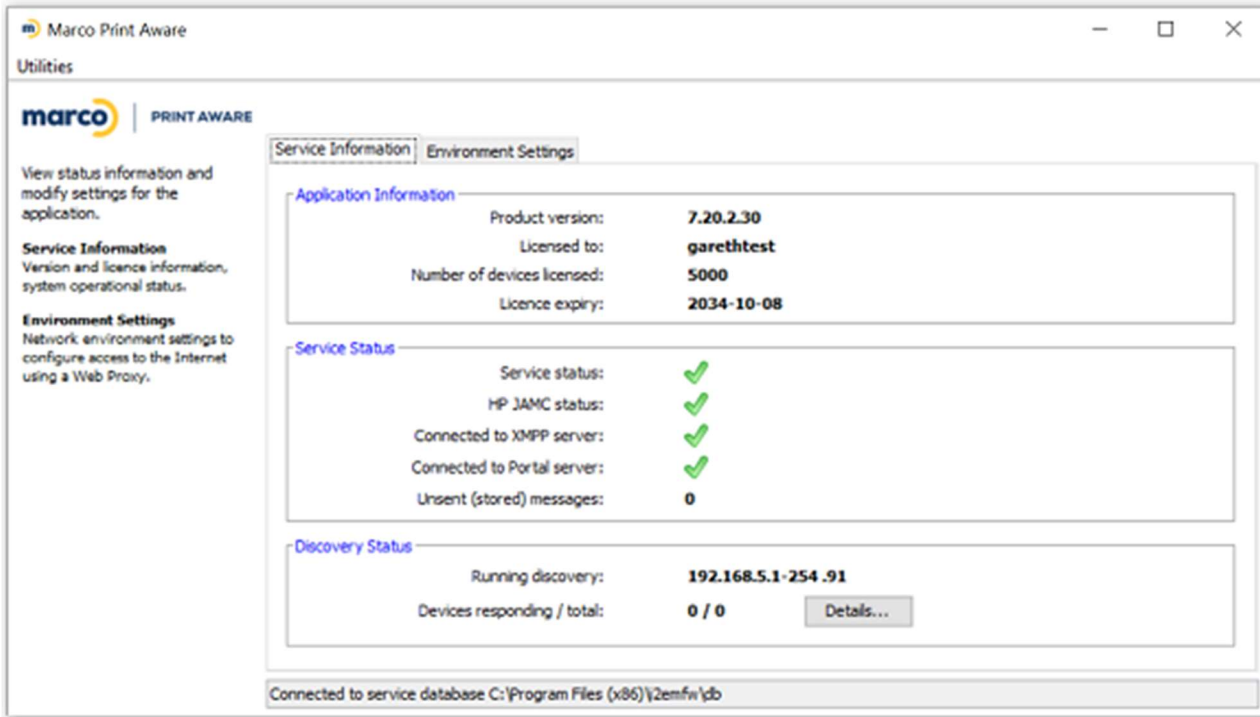 Marco Print Aware
Utilities
marco PRINT AWARE
View status information and
modify settings for the
application.
Service Information
Version and licence information,
system operational status.
Environment Settings
Network environment settings to
configure access to the Internet
using a Web Proxy.
Service Information Environment Settings
Application Information
Product version: 7.20.2.30
Licensed to: garethtest
Number of devices licensed: 5000
Licence expiry: 2034-10-08
Service Status
Service status:
HP JAMC status:
Connected to XMPP server:
Connected to Portal server:
Unsent (stored) messages: 0
Discovery Status
Running discovery: 192.168.5.1-254 .91
Devices responding / total: 0 / 0 Details...
Connected to service database C:\Program Files (x86)\j2emfw\db